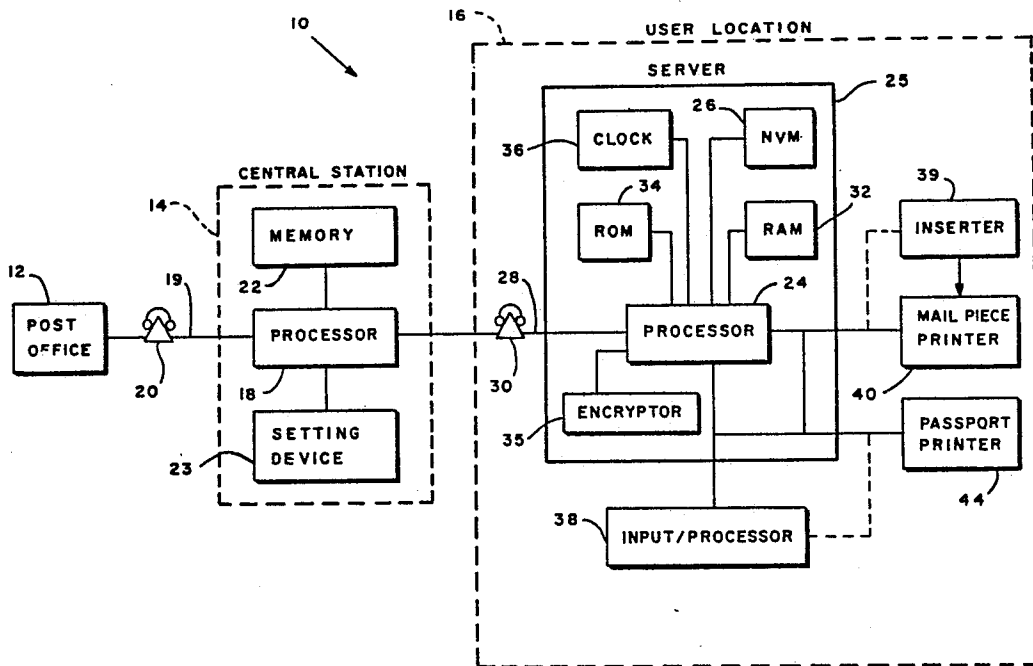 10
16
USER LOCATION
SERVER
25
36
CLOCK
26
NVM
CENTRAL STATION
14
MEMORY
22
34
ROM
32
RAM
39
INSERTER
12
POST
OFFICE
19
20
PROCESSOR
18
28
30
24
PROCESSOR
MAIL PIECE
PRINTER
40
SETTING
DEVICE
23
ENCRYPTOR
35
PASSPORT
PRINTER
44
38
INPUT/PROCESSOR